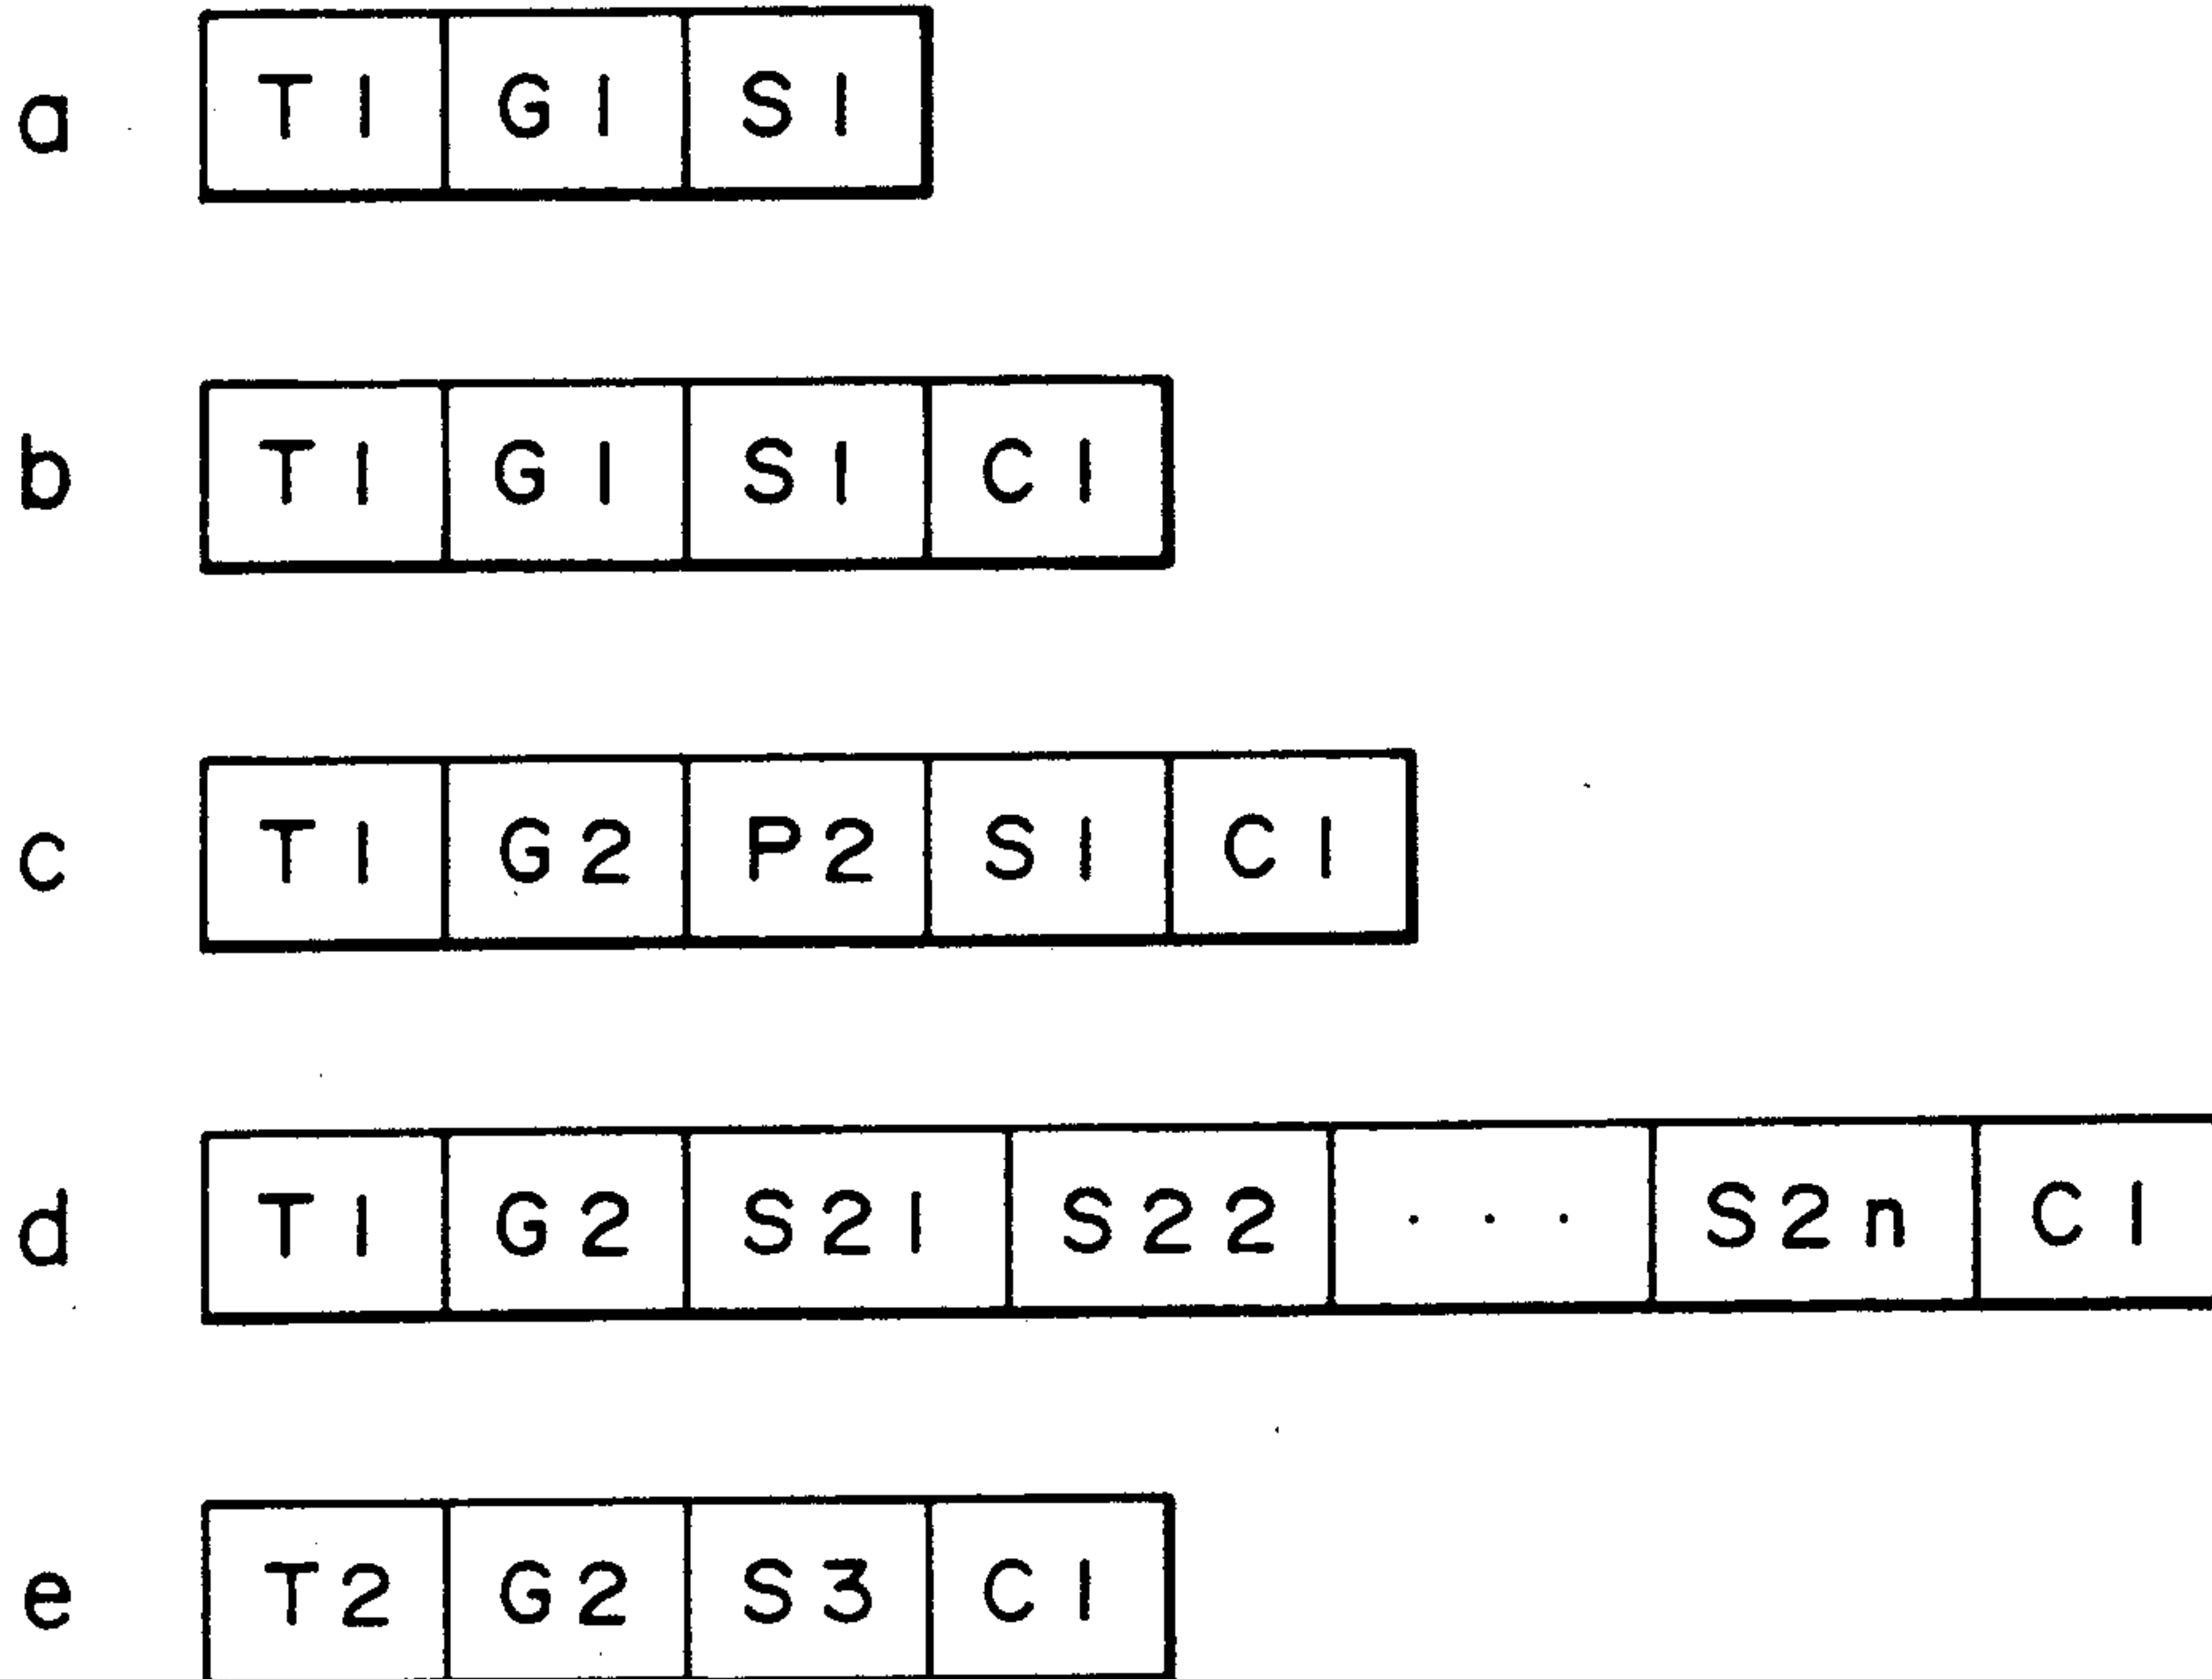 a T1 G1 S1
b T1 G1 S1 C1
c T1 G2 P2 S1 C1
d T1 G2 S21 S22 ... S2n C1
e T2 G2 S3 C1